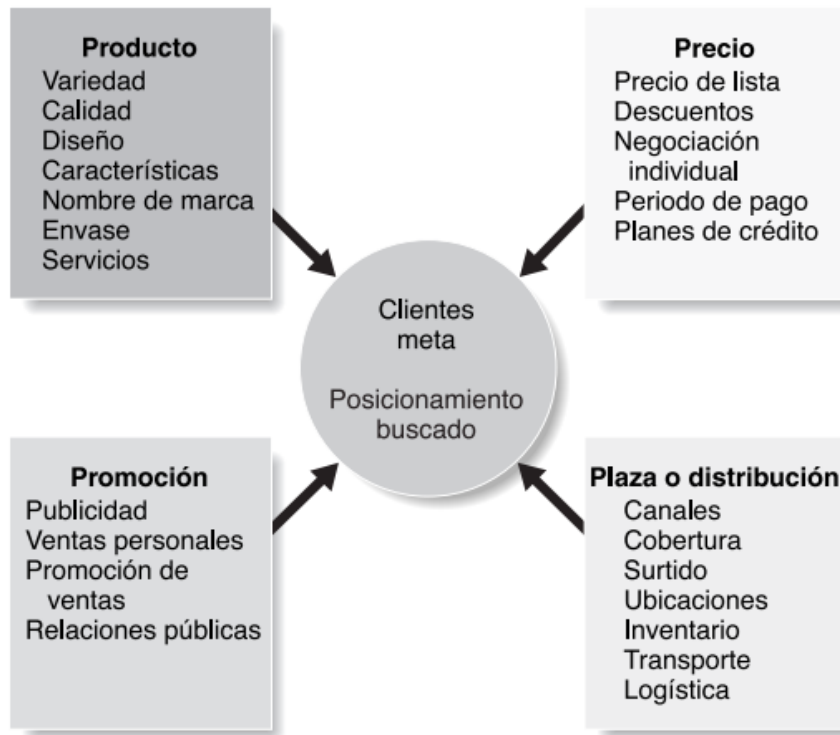 Producto
Variedad
Calidad
Diseño
Características
Nombre de marca
Envase
Servicios
Precio
Precio de lista
Descuentos
Negociación
individual
Periodo de pago
Planes de crédito
Clientes
meta
Posicionamiento
buscado
Promoción
Publicidad
Ventas personales
Promoción de
ventas
Relaciones públicas
Plaza o distribución
Canales
Cobertura
Surtido
Ubicaciones
Inventario
Transporte
Logística